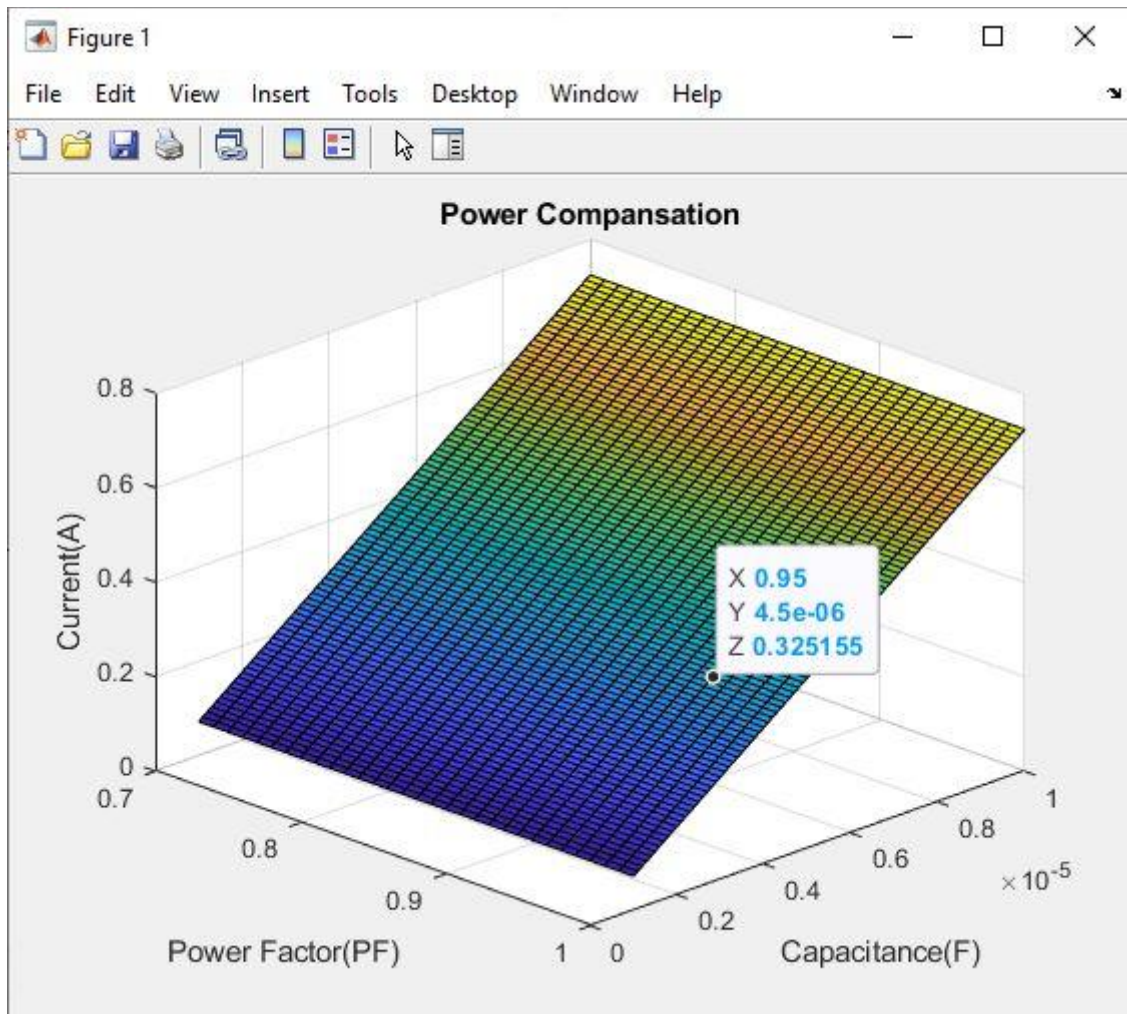 Figure 1
File Edit View Insert Tools Desktop Window Help
Power Compansation
0.8
0.6
0.4
0.2
0
Current(A)
X 0.95
Y 4.5e-06
Z 0.325155
0.7
0.8
0.9
1
Power Factor(PF)
0
0.2
0.4
0.6
0.8
1
×10-5
Capacitance(F)